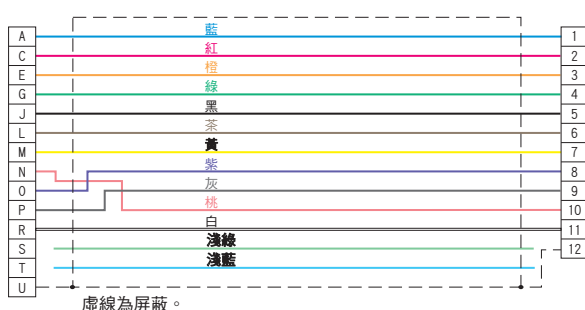 A 藍 1
C 紅 2
E 橙 3
G 綠 4
J 黑 5
L 茶 6
M 黃 7
N 紫 8
O 灰 9
P 桃 10
R 白 11
S 淺綠 12
T 淺藍
U
虛線為屏蔽。